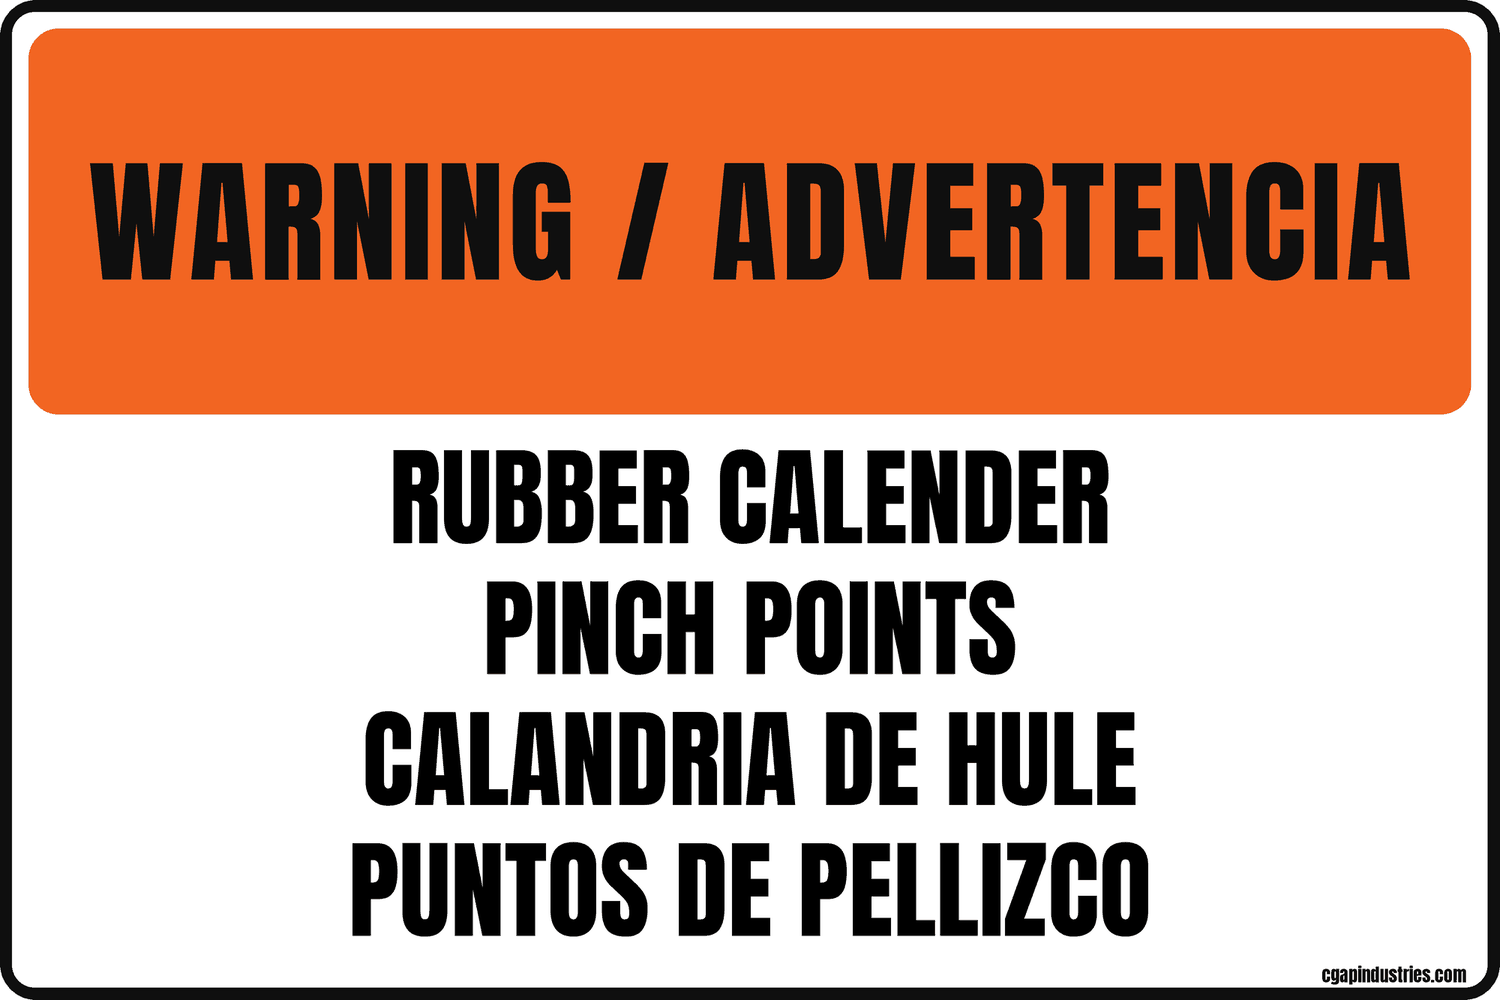 WARNING / ADVERTENCIA
RUBBER CALENDER
PINCH POINTS
CALANDRIA DE HULE
PUNTOS DE PELLIZCO
cgapindustries.com